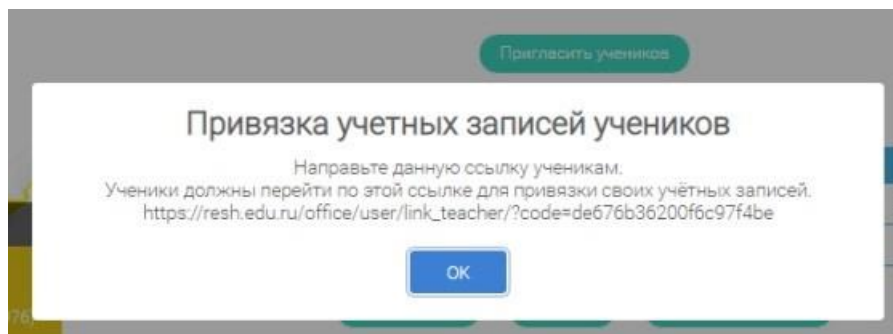 Пригласить учеников
Привязка учетных записей учеников
Направьте данную ссылку ученикам.
Ученики должны перейти по этой ссылке для привязки своих учётных записей.
https://resh.edu.ru/office/user/link_teacher/?code=de676b36200f6c97f4be
OK